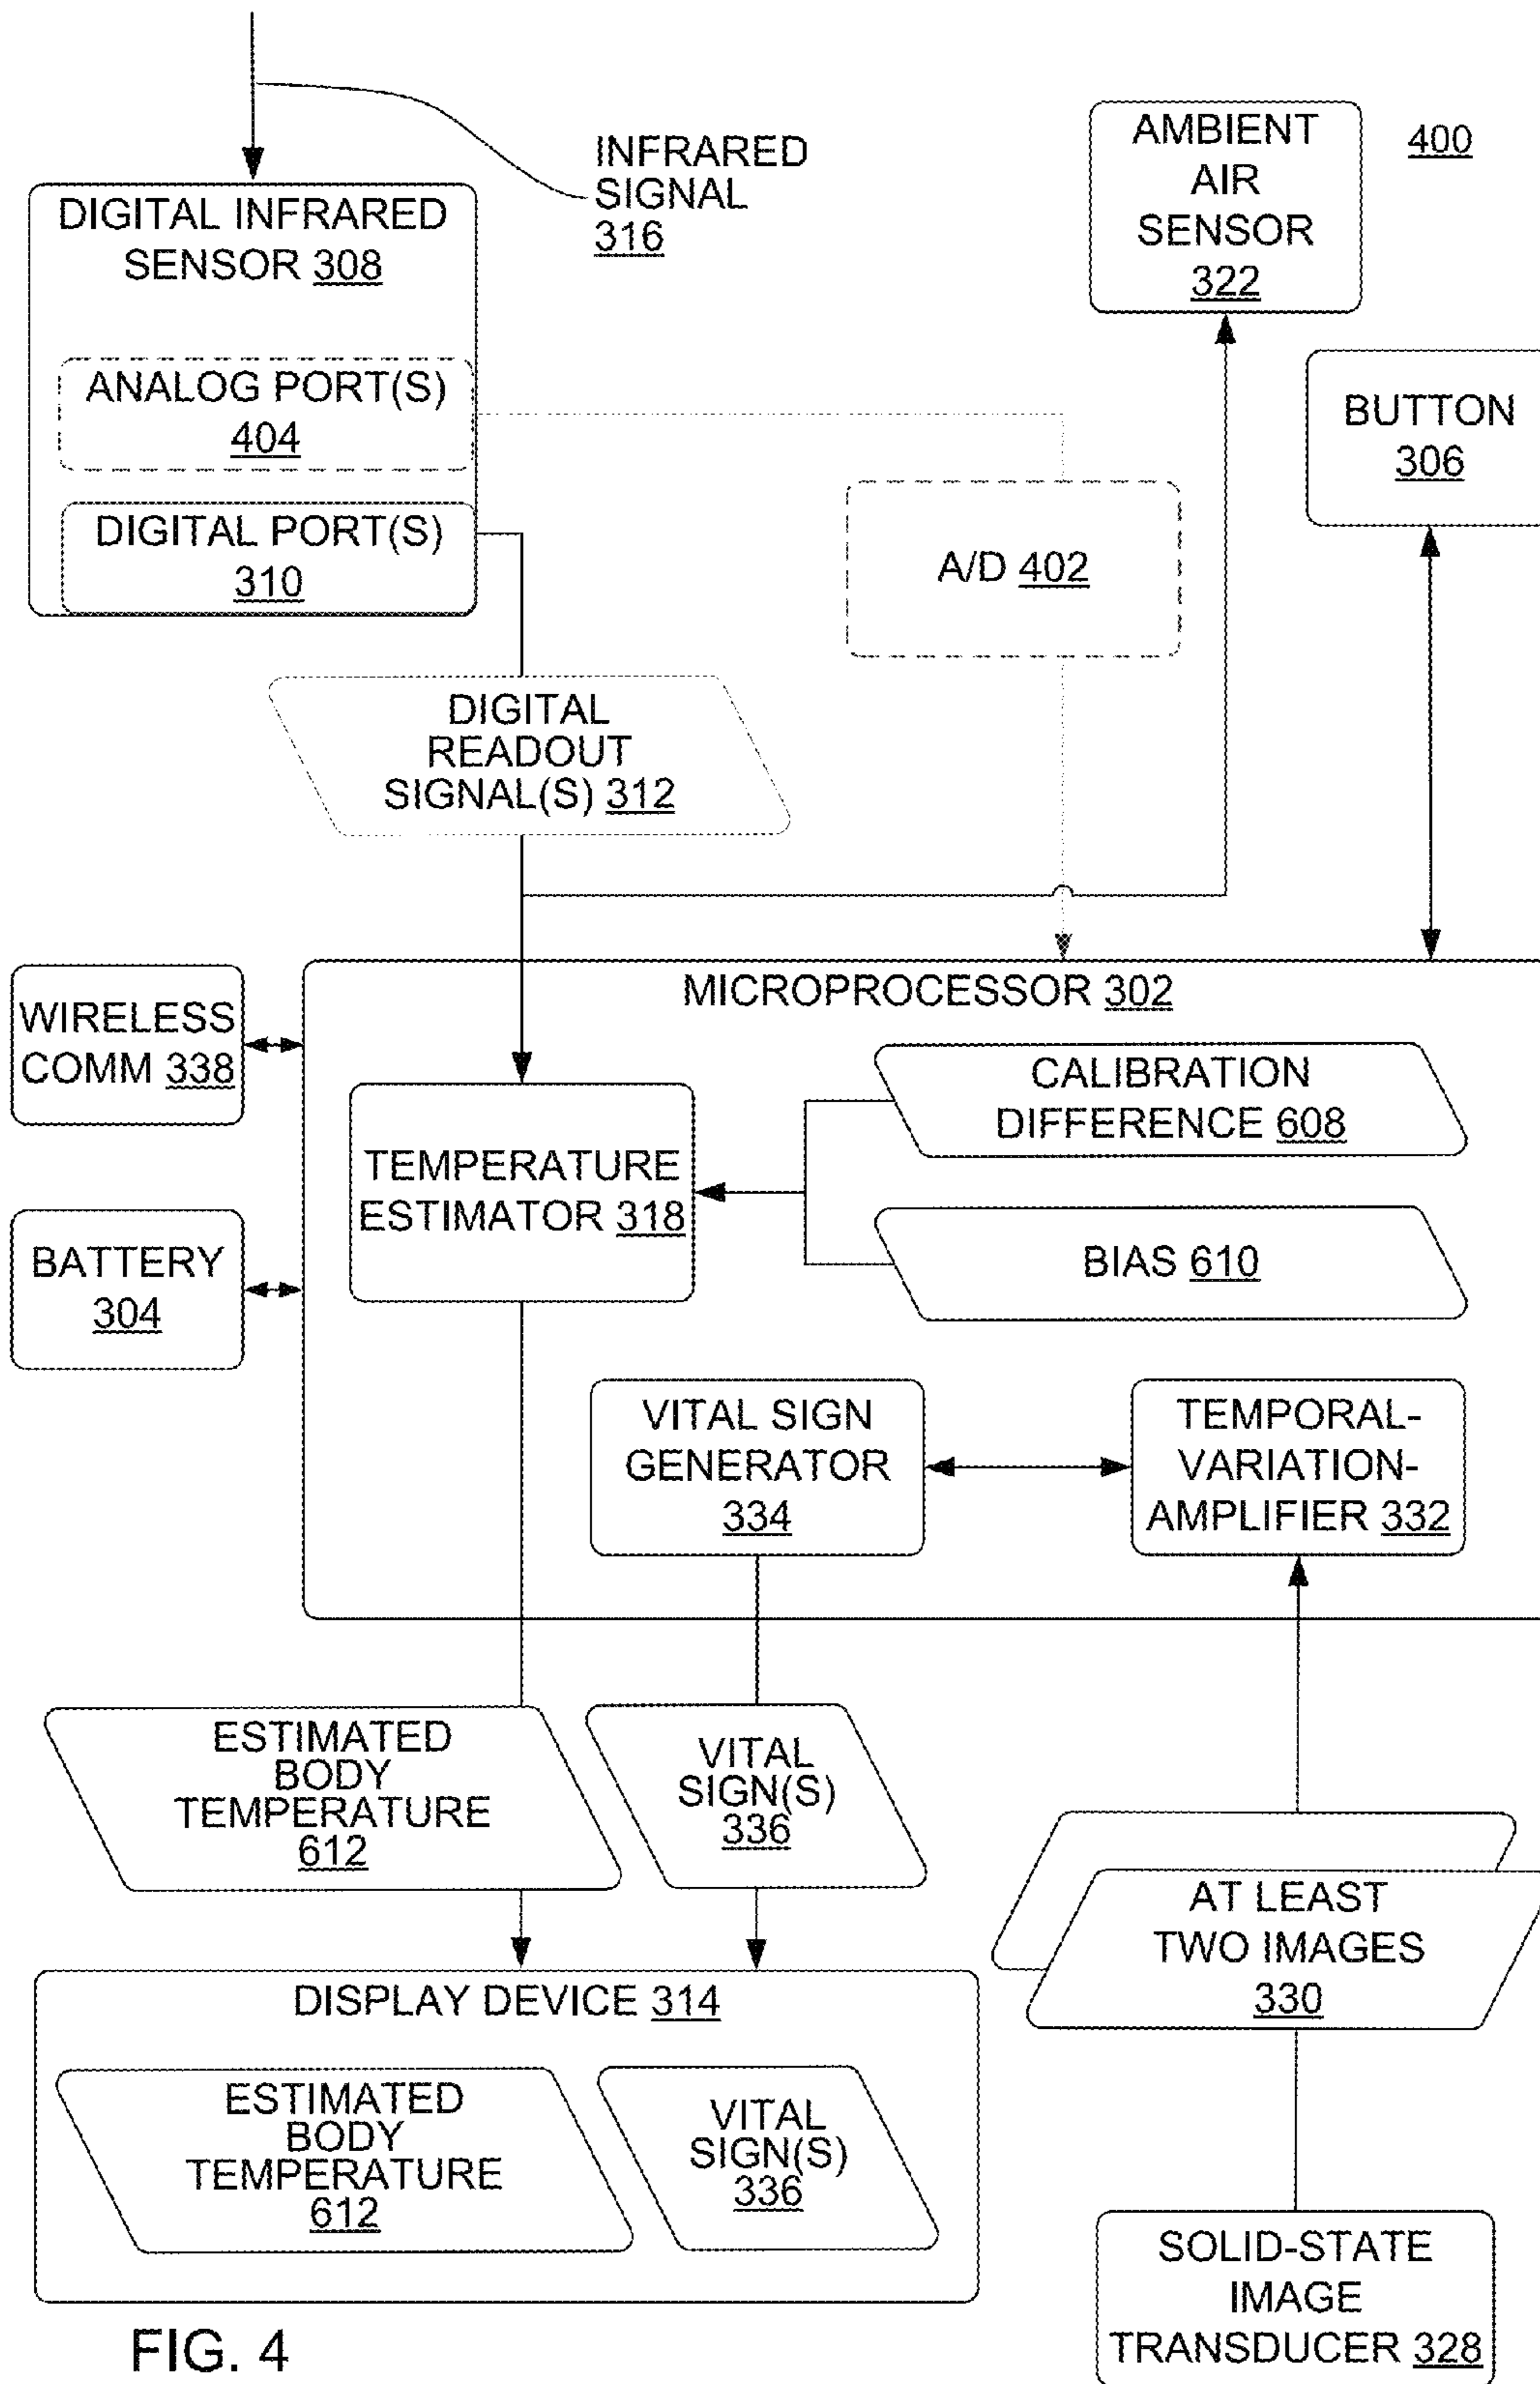 INFRARED
SIGNAL
316
AMBIENT
AIR
SENSOR
322
400
DIGITAL INFRARED
SENSOR 308
ANALOG PORT(S)
404
DIGITAL PORT(S)
310
A/D 402
BUTTON
306
DIGITAL
READOUT
SIGNAL(S) 312
MICROPROCESSOR 302
WIRELESS
COMM 338
BATTERY
304
TEMPERATURE
ESTIMATOR 318
CALIBRATION
DIFFERENCE 608
BIAS 610
VITAL SIGN
GENERATOR
334
TEMPORAL-
VARIATION-
AMPLIFIER 332
ESTIMATED
BODY
TEMPERATURE
612
VITAL
SIGN(S)
336
AT LEAST
TWO IMAGES
330
DISPLAY DEVICE 314
ESTIMATED
BODY
TEMPERATURE
612
VITAL
SIGN(S)
336
SOLID-STATE
IMAGE
TRANSDUCER 328
FIG. 4